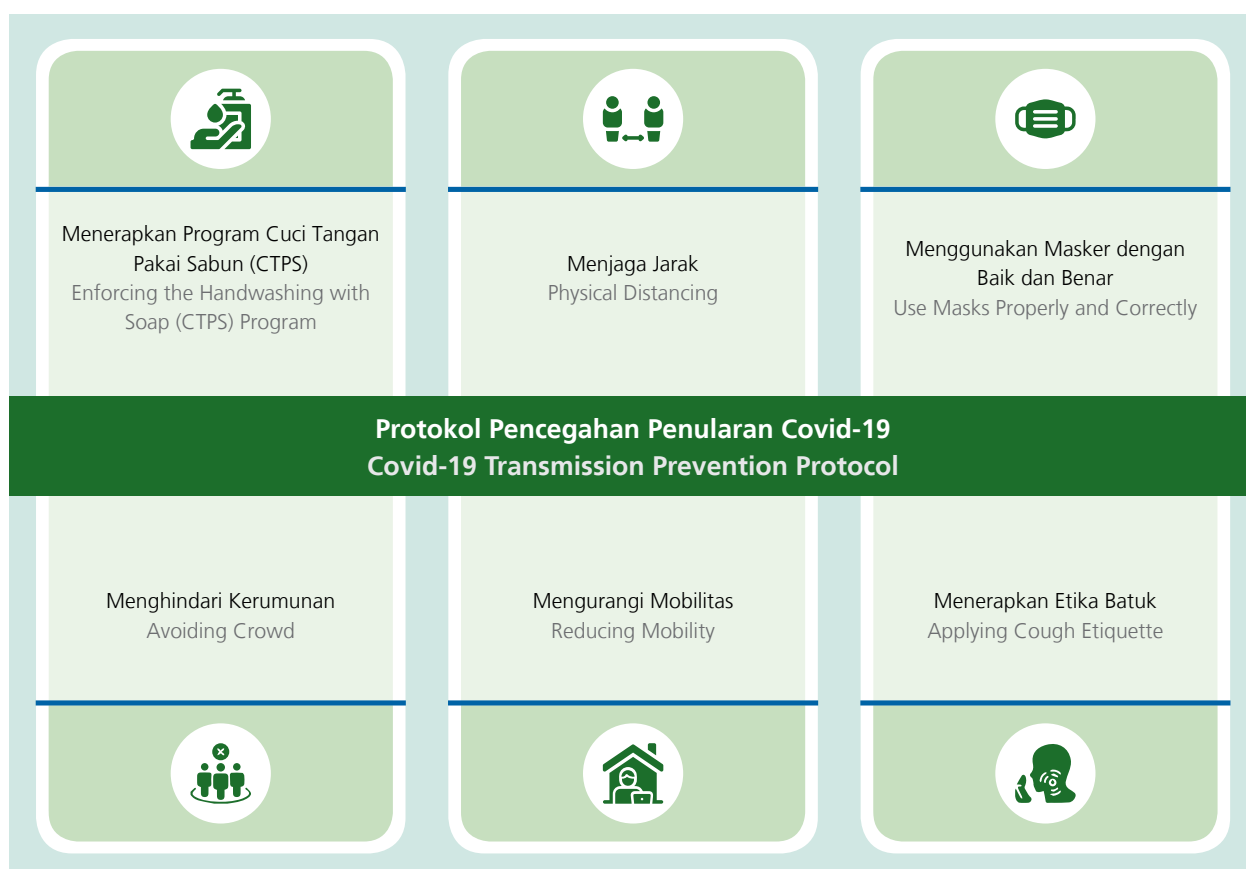 Menerapkan Program Cuci Tangan
Pakai Sabun (CTPS)
Enforcing the Handwashing with
Soap (CTPS) Program
Menjaga Jarak
Physical Distancing
Menggunakan Masker dengan
Baik dan Benar
Use Masks Properly and Correctly
Protokol Pencegahan Penularan Covid-19
Covid-19 Transmission Prevention Protocol
Menghindari Kerumunan
Avoiding Crowd
Mengurangi Mobilitas
Reducing Mobility
Menerapkan Etika Batuk
Applying Cough Etiquette